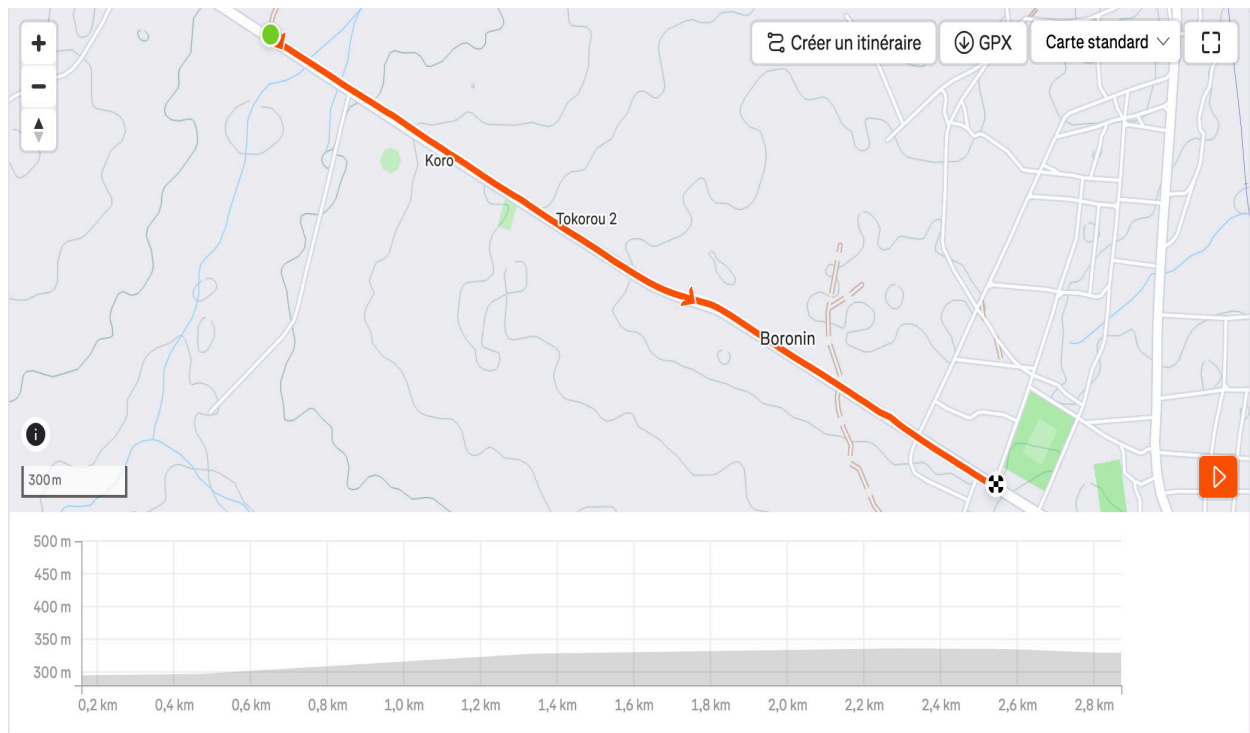 +
Créer un itinéraire
GPX
Carte standard
−
Koro
Tokorou 2
Boronin
i
300 m
500 m
450 m
400 m
350 m
300 m
0,2 km 0,4 km 0,6 km 0,8 km 1,0 km 1,2 km 1,4 km 1,6 km 1,8 km 2,0 km 2,2 km 2,4 km 2,6 km 2,8 km